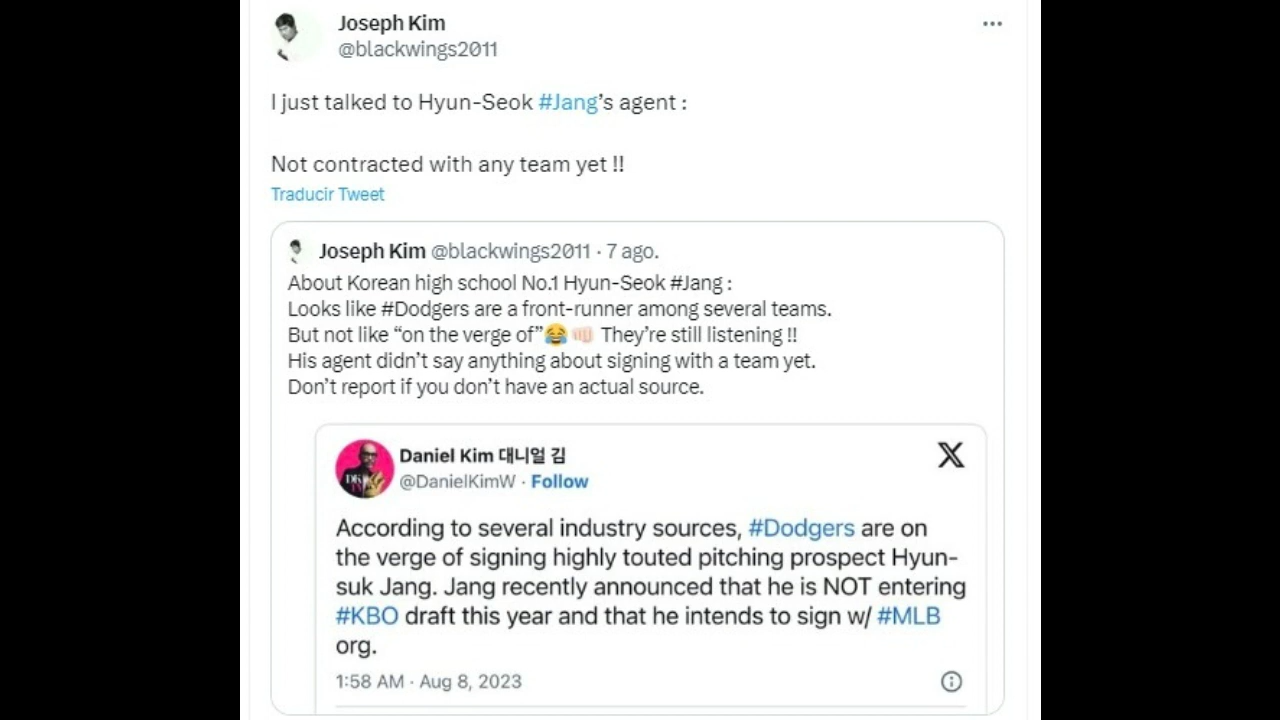 Joseph Kim
@blackwings2011
I just talked to Hyun-Seok #Jang's agent :
Not contracted with any team yet !!
Traducir Tweet
Joseph Kim @blackwings2011 · 7 ago.
About Korean high school No.1 Hyun-Seok #Jang :
Looks like #Dodgers are a front-runner among several teams.
But not like “on the verge of”😂👊🏻 They're still listening !!
His agent didn't say anything about signing with a team yet.
Don't report if you don't have an actual source.
Daniel Kim 대니얼 김
@DanielKimW · Follow
According to several industry sources, #Dodgers are on
the verge of signing highly touted pitching prospect Hyun-
suk Jang. Jang recently announced that he is NOT entering
#KBO draft this year and that he intends to sign w/ #MLB
org.
1:58 AM · Aug 8, 2023